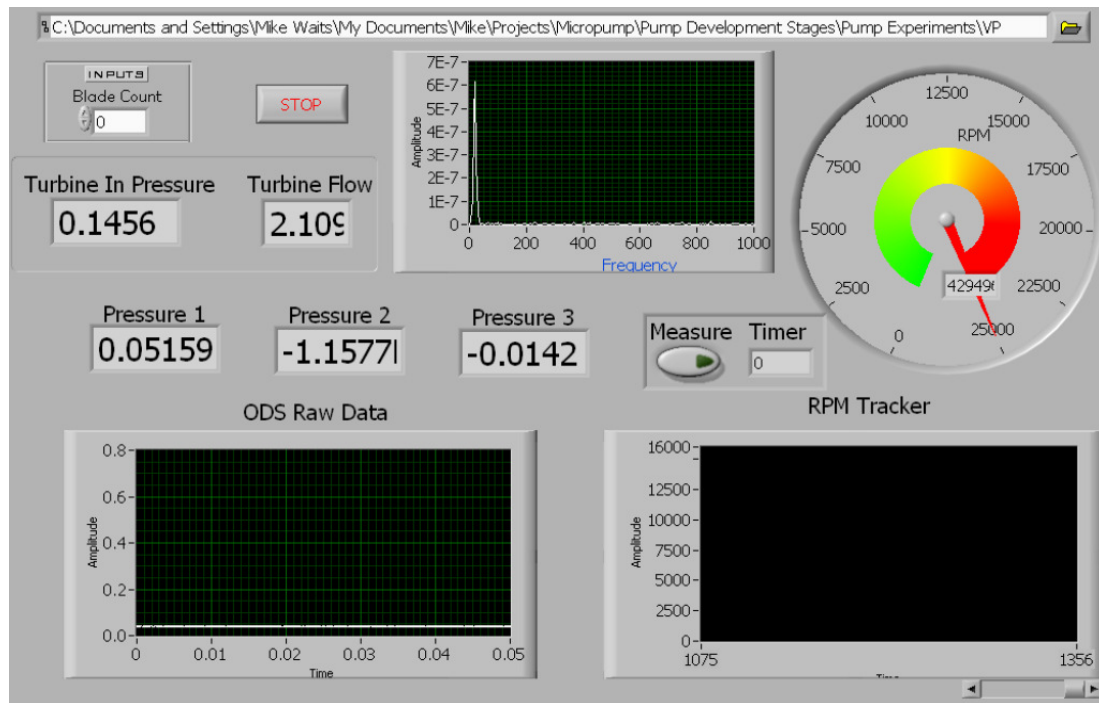 C:\Documents and Settings\Mike Waits\My Documents\Mike\Projects\Micropump\Pump Development Stages\Pump Experiments\VP
INPUTS
Blade Count
0
STOP
Turbine In Pressure
0.1456
Turbine Flow
2.109
7E-7
6E-7
5E-7
4E-7
3E-7
2E-7
1E-7
0
Amplitude
0 200 400 600 800 1000
Frequency
RPM
0
2500
5000
7500
10000
12500
15000
17500
20000
22500
25000
429496
Pressure 1
0.05159
Pressure 2
-1.1577
Pressure 3
-0.0142
Measure
Timer
0
ODS Raw Data
0.8
0.6
0.4
0.2
0.0
Amplitude
0 0.01 0.02 0.03 0.04 0.05
Time
RPM Tracker
16000
12500
10000
7500
5000
2500
0
Amplitude
1075 1356